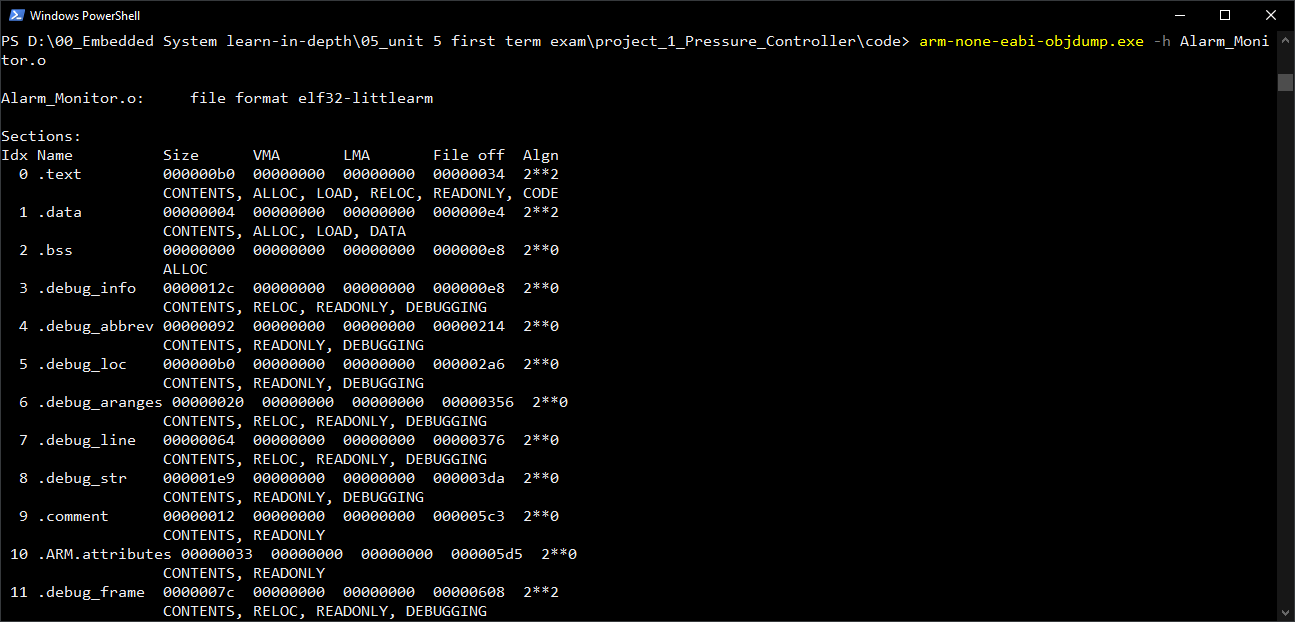 Windows PowerShell
PS D:\00_Embedded System learn-in-depth\05_unit 5 first term exam\project_1_Pressure_Controller\code> arm-none-eabi-objdump.exe -h Alarm_Moni
tor.o

Alarm_Monitor.o:     file format elf32-littlearm

Sections:
Idx Name          Size      VMA       LMA       File off  Algn
  0 .text         000000b0  00000000  00000000  00000034  2**2
                  CONTENTS, ALLOC, LOAD, RELOC, READONLY, CODE
  1 .data         00000004  00000000  00000000  000000e4  2**2
                  CONTENTS, ALLOC, LOAD, DATA
  2 .bss          00000000  00000000  00000000  000000e8  2**0
                  ALLOC
  3 .debug_info   0000012c  00000000  00000000  000000e8  2**0
                  CONTENTS, RELOC, READONLY, DEBUGGING
  4 .debug_abbrev 00000092  00000000  00000000  00000214  2**0
                  CONTENTS, READONLY, DEBUGGING
  5 .debug_loc    000000b0  00000000  00000000  000002a6  2**0
                  CONTENTS, READONLY, DEBUGGING
  6 .debug_aranges 00000020  00000000  00000000  00000356  2**0
                  CONTENTS, RELOC, READONLY, DEBUGGING
  7 .debug_line   00000064  00000000  00000000  00000376  2**0
                  CONTENTS, RELOC, READONLY, DEBUGGING
  8 .debug_str    000001e9  00000000  00000000  000003da  2**0
                  CONTENTS, READONLY, DEBUGGING
  9 .comment      00000012  00000000  00000000  000005c3  2**0
                  CONTENTS, READONLY
 10 .ARM.attributes 00000033  00000000  00000000  000005d5  2**0
                  CONTENTS, READONLY
 11 .debug_frame  0000007c  00000000  00000000  00000608  2**2
                  CONTENTS, RELOC, READONLY, DEBUGGING